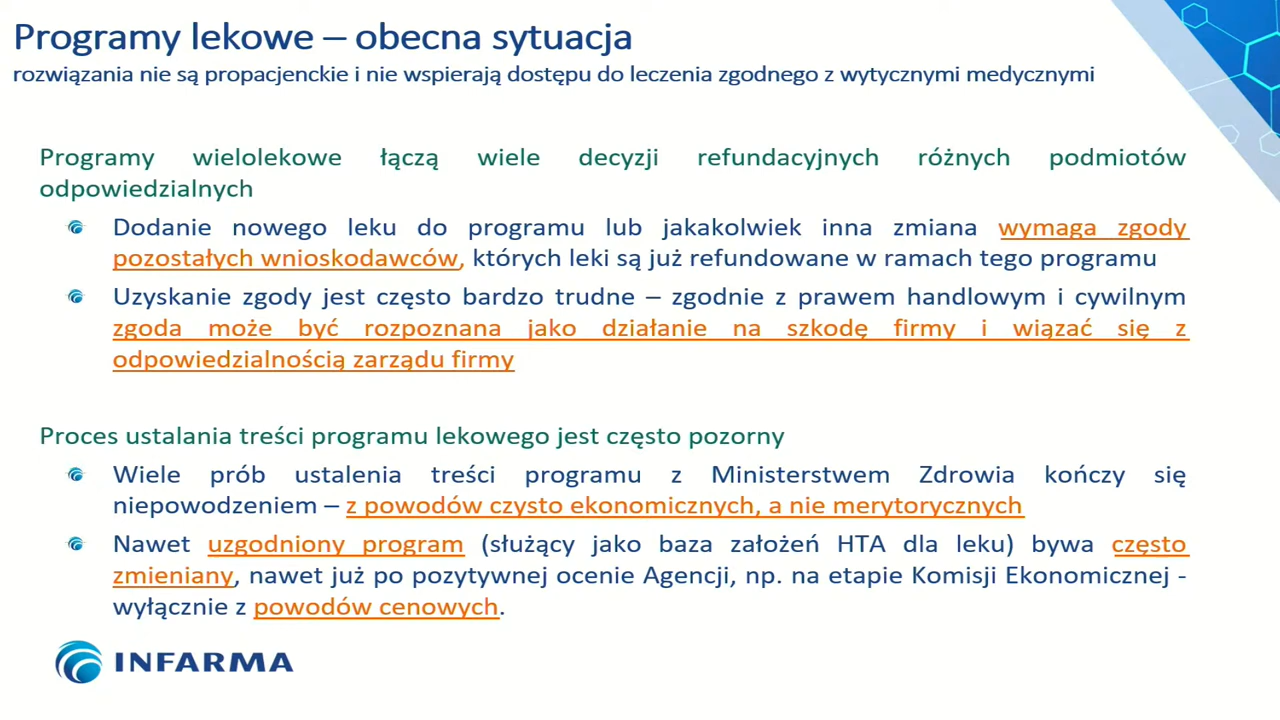 Programy lekowe – obecna sytuacja
rozwiązania nie są propacjenckie i nie wspierają dostępu do leczenia zgodnego z wytycznymi medycznymi
Programy wielolekowe łączą wiele decyzji refundacyjnych różnych podmiotów
odpowiedzialnych
Dodanie nowego leku do programu lub jakakolwiek inna zmiana wymaga zgody
pozostałych wnioskodawców, których leki są już refundowane w ramach tego programu
Uzyskanie zgody jest często bardzo trudne – zgodnie z prawem handlowym i cywilnym
zgoda może być rozpoznana jako działanie na szkodę firmy i wiązać się z
odpowiedzialnością zarządu firmy
Proces ustalania treści programu lekowego jest często pozorny
Wiele prób ustalenia treści programu z Ministerstwem Zdrowia kończy się
niepowodzeniem – z powodów czysto ekonomicznych, a nie merytorycznych
Nawet uzgodniony program (służący jako baza założeń HTA dla leku) bywa często
zmieniany, nawet już po pozytywnej ocenie Agencji, np. na etapie Komisji Ekonomicznej -
wyłącznie z powodów cenowych.
INFARMA